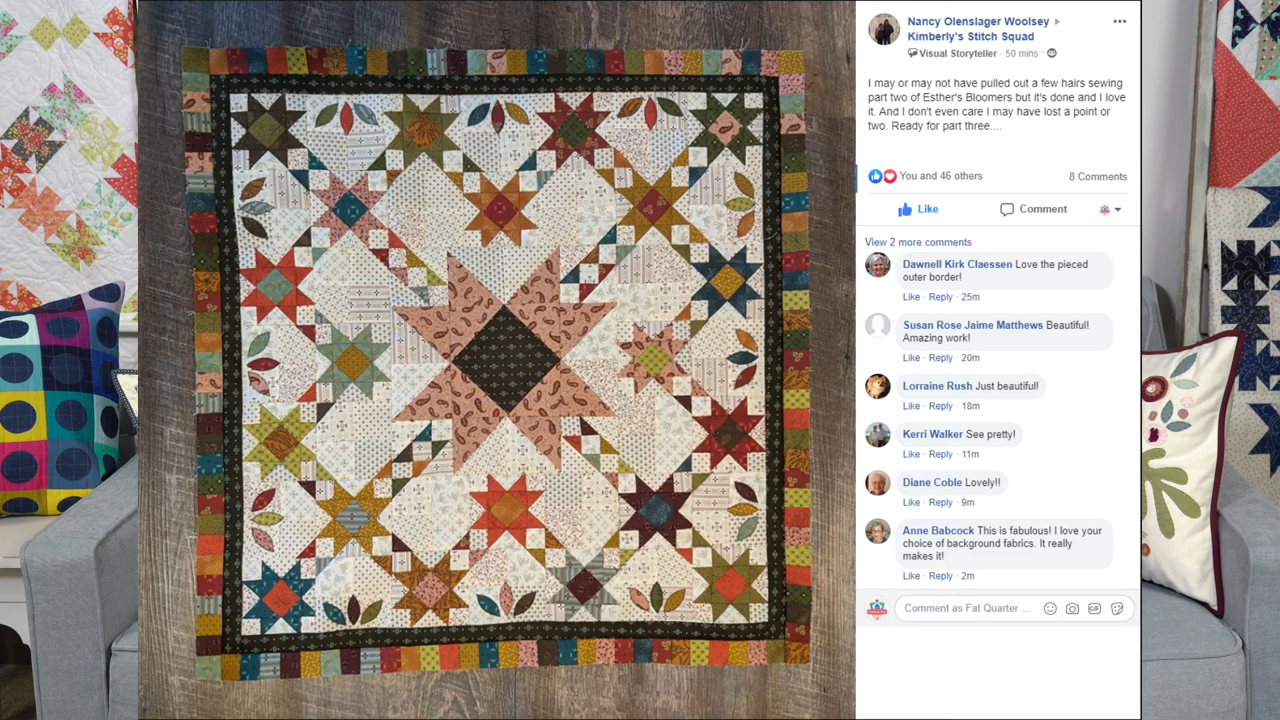 Nancy Olenslager Woolsey
Kimberly's Stitch Squad
Visual Storyteller · 50 mins ·
I may or may not have pulled out a few hairs sewing
part two of Esther's Bloomers but it's done and I love
it. And I don't even care I may have lost a point or
two. Ready for part three....
You and 46 others 8 Comments
Like Comment
View 2 more comments
Dawnell Kirk Claessen Love the pieced
outer border!
Like · Reply · 25m
Susan Rose Jaime Matthews Beautiful!
Amazing work!
Like · Reply · 20m
Lorraine Rush Just beautiful!
Like · Reply · 18m
Kerri Walker See pretty!
Like · Reply · 11m
Diane Coble Lovely!!
Like · Reply · 9m
Anne Babcock This is fabulous! I love your
choice of background fabrics. It really
makes it!
Like · Reply · 2m
Comment as Fat Quarter ...
GIF